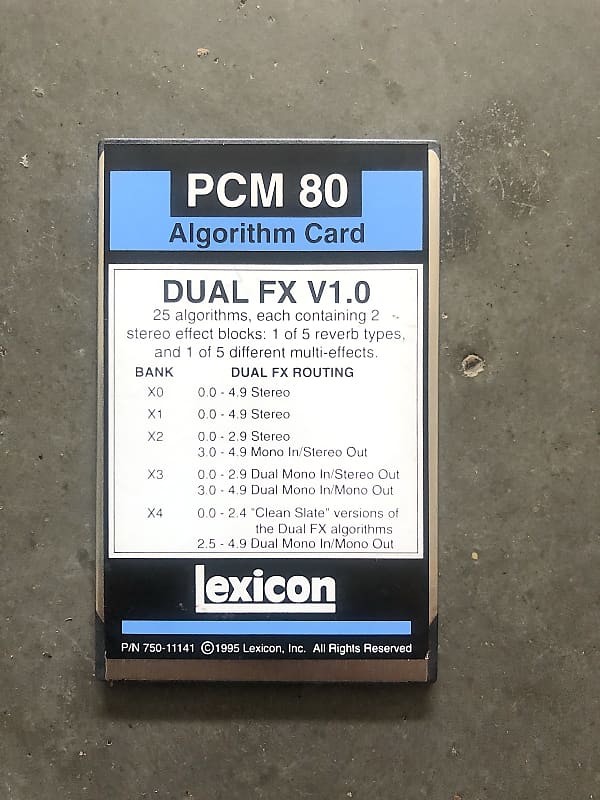 PCM 80
Algorithm Card
DUAL FX V1.0
25 algorithms, each containing 2
stereo effect blocks: 1 of 5 reverb types,
and 1 of 5 different multi-effects.
BANK DUAL FX ROUTING
X0 0.0 - 4.9 Stereo
X1 0.0 - 4.9 Stereo
X2 0.0 - 2.9 Stereo
3.0 - 4.9 Mono In/Stereo Out
X3 0.0 - 2.9 Dual Mono In/Stereo Out
3.0 - 4.9 Dual Mono In/Mono Out
X4 0.0 - 2.4 "Clean Slate" versions of
the Dual FX algorithms
2.5 - 4.9 Dual Mono In/Mono Out
lexicon
P/N 750-11141 ©1995 Lexicon, Inc. All Rights Reserved